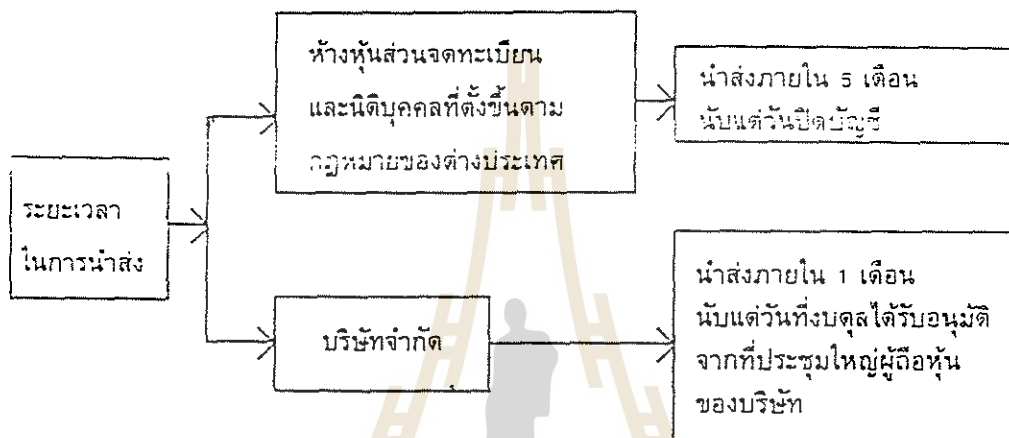 ห้างหุ้นส่วนจดทะเบียน
และนิติบุคคลที่ตั้งขึ้นตาม
กฎหมายของต่างประเทศ
นำส่งภายใน 5 เดือน
นับแต่วันปิดบัญชี
ระยะเวลา
ในการนำส่ง
บริษัทจำกัด
นำส่งภายใน 1 เดือน
นับแต่วันที่งบดุลได้รับอนุมัติ
จากที่ประชุมใหญ่ผู้ถือหุ้น
ของบริษัท